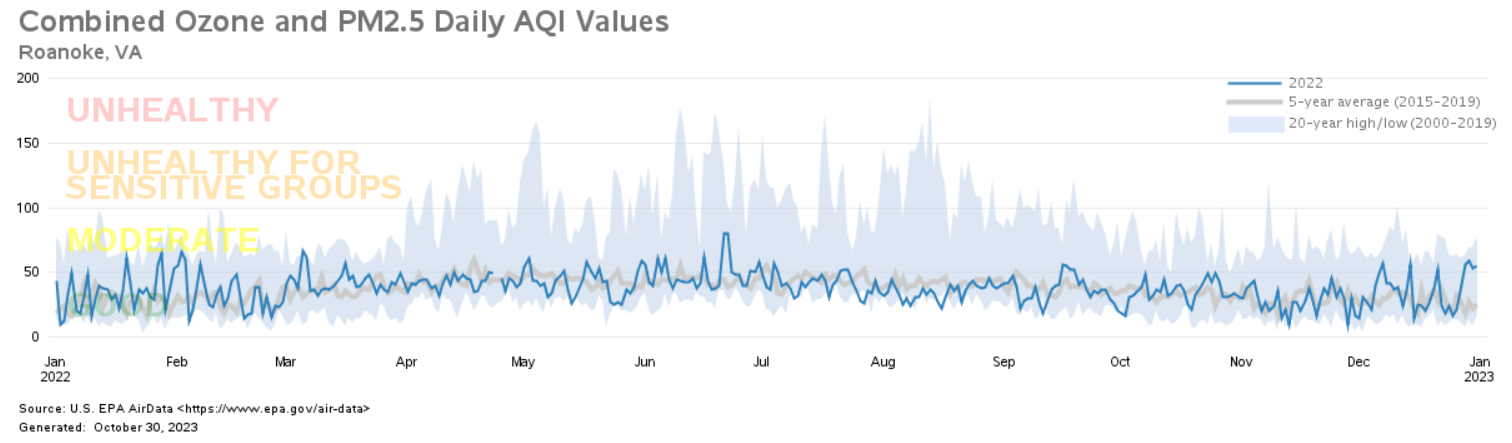 Combined Ozone and PM2.5 Daily AQI Values
Roanoke, VA
200
150
100
50
0
UNHEALTHY
UNHEALTHY FOR
SENSITIVE GROUPS
MODERATE
GOOD
2022
5-year average (2015-2019)
20-year high/low (2000-2019)
Jan Feb Mar Apr May Jun Jul Aug Sep Oct Nov Dec Jan
2022 2023
Source: U.S. EPA AirData <https://www.epa.gov/air-data>
Generated: October 30, 2023